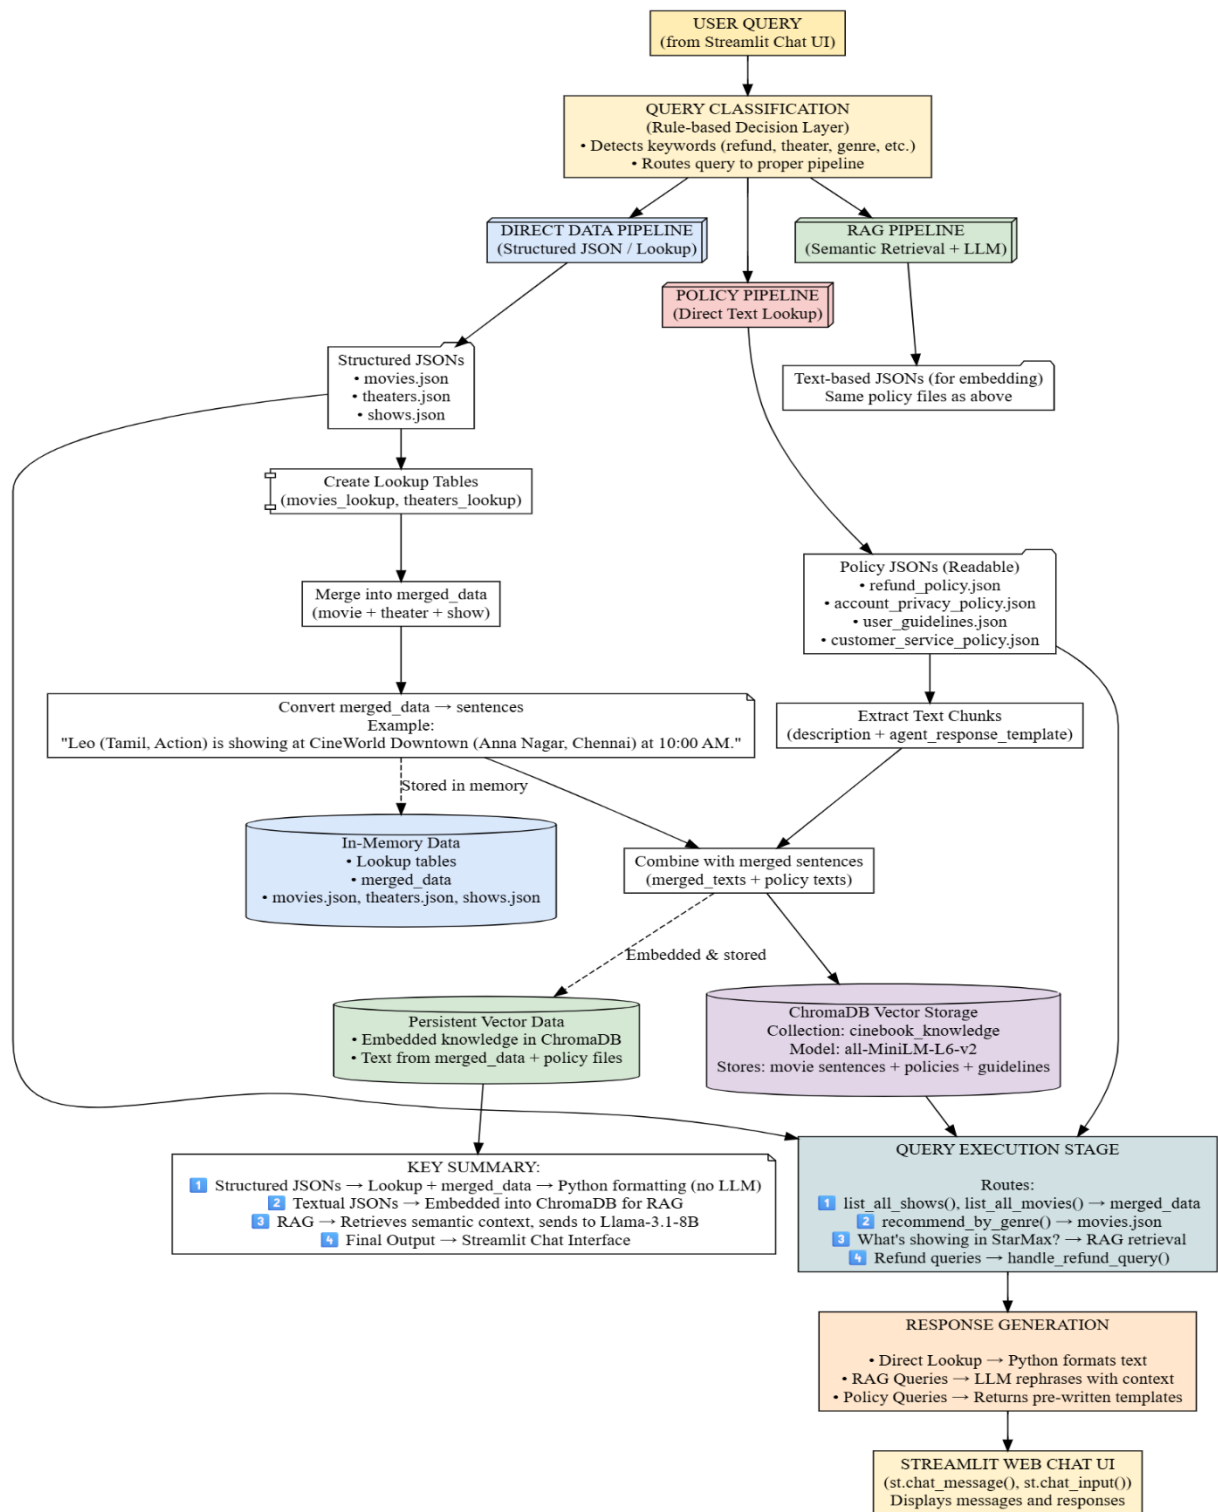 USER QUERY
(from Streamlit Chat UI)
QUERY CLASSIFICATION
(Rule-based Decision Layer)
• Detects keywords (refund, theater, genre, etc.)
• Routes query to proper pipeline
DIRECT DATA PIPELINE
(Structured JSON / Lookup)
RAG PIPELINE
(Semantic Retrieval + LLM)
POLICY PIPELINE
(Direct Text Lookup)
Structured JSONs
• movies.json
• theaters.json
• shows.json
Text-based JSONs (for embedding)
Same policy files as above
Create Lookup Tables
(movies_lookup, theaters_lookup)
Merge into merged_data
(movie + theater + show)
Policy JSONs (Readable)
• refund_policy.json
• account_privacy_policy.json
• user_guidelines.json
• customer_service_policy.json
Convert merged_data → sentences
Example:
"Leo (Tamil, Action) is showing at CineWorld Downtown (Anna Nagar, Chennai) at 10:00 AM."
Extract Text Chunks
(description + agent_response_template)
Stored in memory
In-Memory Data
• Lookup tables
• merged_data
• movies.json, theaters.json, shows.json
Combine with merged sentences
(merged_texts + policy texts)
Embedded & stored
Persistent Vector Data
• Embedded knowledge in ChromaDB
• Text from merged_data + policy files
ChromaDB Vector Storage
Collection: cinebook_knowledge
Model: all-MiniLM-L6-v2
Stores: movie sentences + policies + guidelines
KEY SUMMARY:
1️⃣ Structured JSONs → Lookup + merged_data → Python formatting (no LLM)
2️⃣ Textual JSONs → Embedded into ChromaDB for RAG
3️⃣ RAG → Retrieves semantic context, sends to Llama-3.1-8B
4️⃣ Final Output → Streamlit Chat Interface
QUERY EXECUTION STAGE
Routes:
1️⃣ list_all_shows(), list_all_movies() → merged_data
2️⃣ recommend_by_genre() → movies.json
3️⃣ What's showing in StarMax? → RAG retrieval
4️⃣ Refund queries → handle_refund_query()
RESPONSE GENERATION
• Direct Lookup → Python formats text
• RAG Queries → LLM rephrases with context
• Policy Queries → Returns pre-written templates
STREAMLIT WEB CHAT UI
(st.chat_message(), st.chat_input())
Displays messages and responses